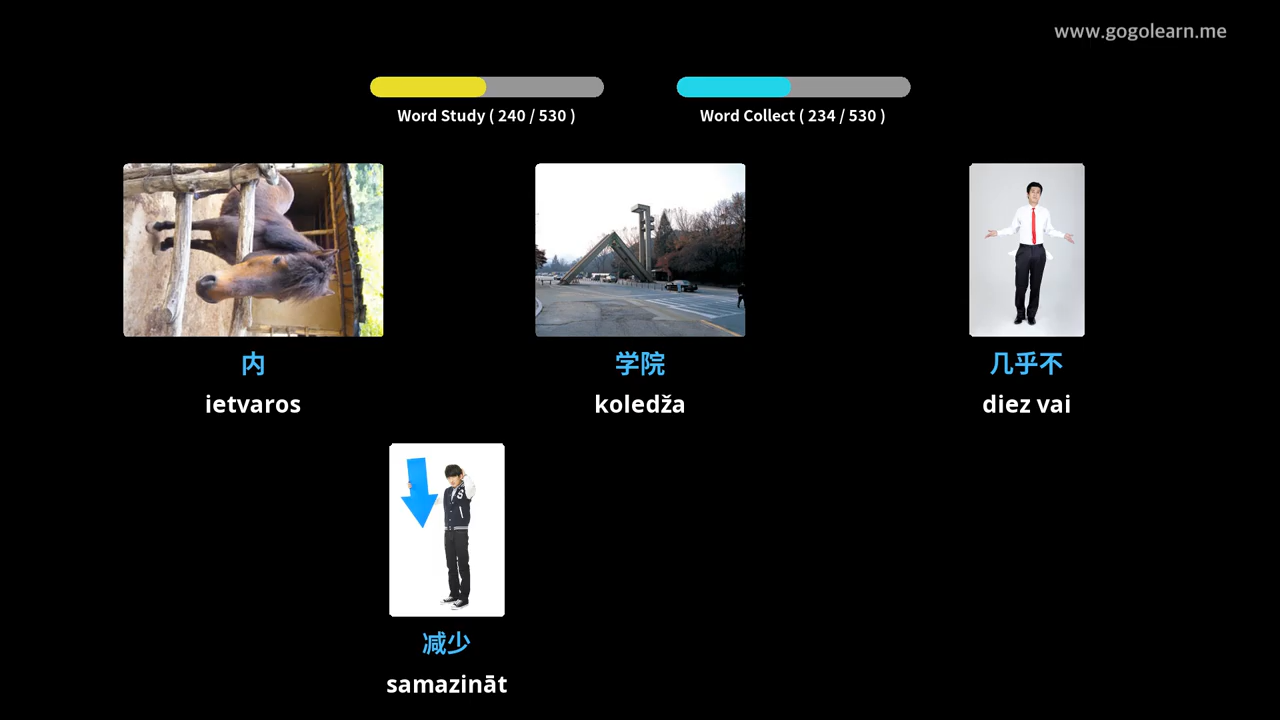 www.gogolearn.me
Word Study ( 240 / 530 )
Word Collect ( 234 / 530 )
内
ietvaros
学院
koledža
几乎不
diez vai
减少
samazināt